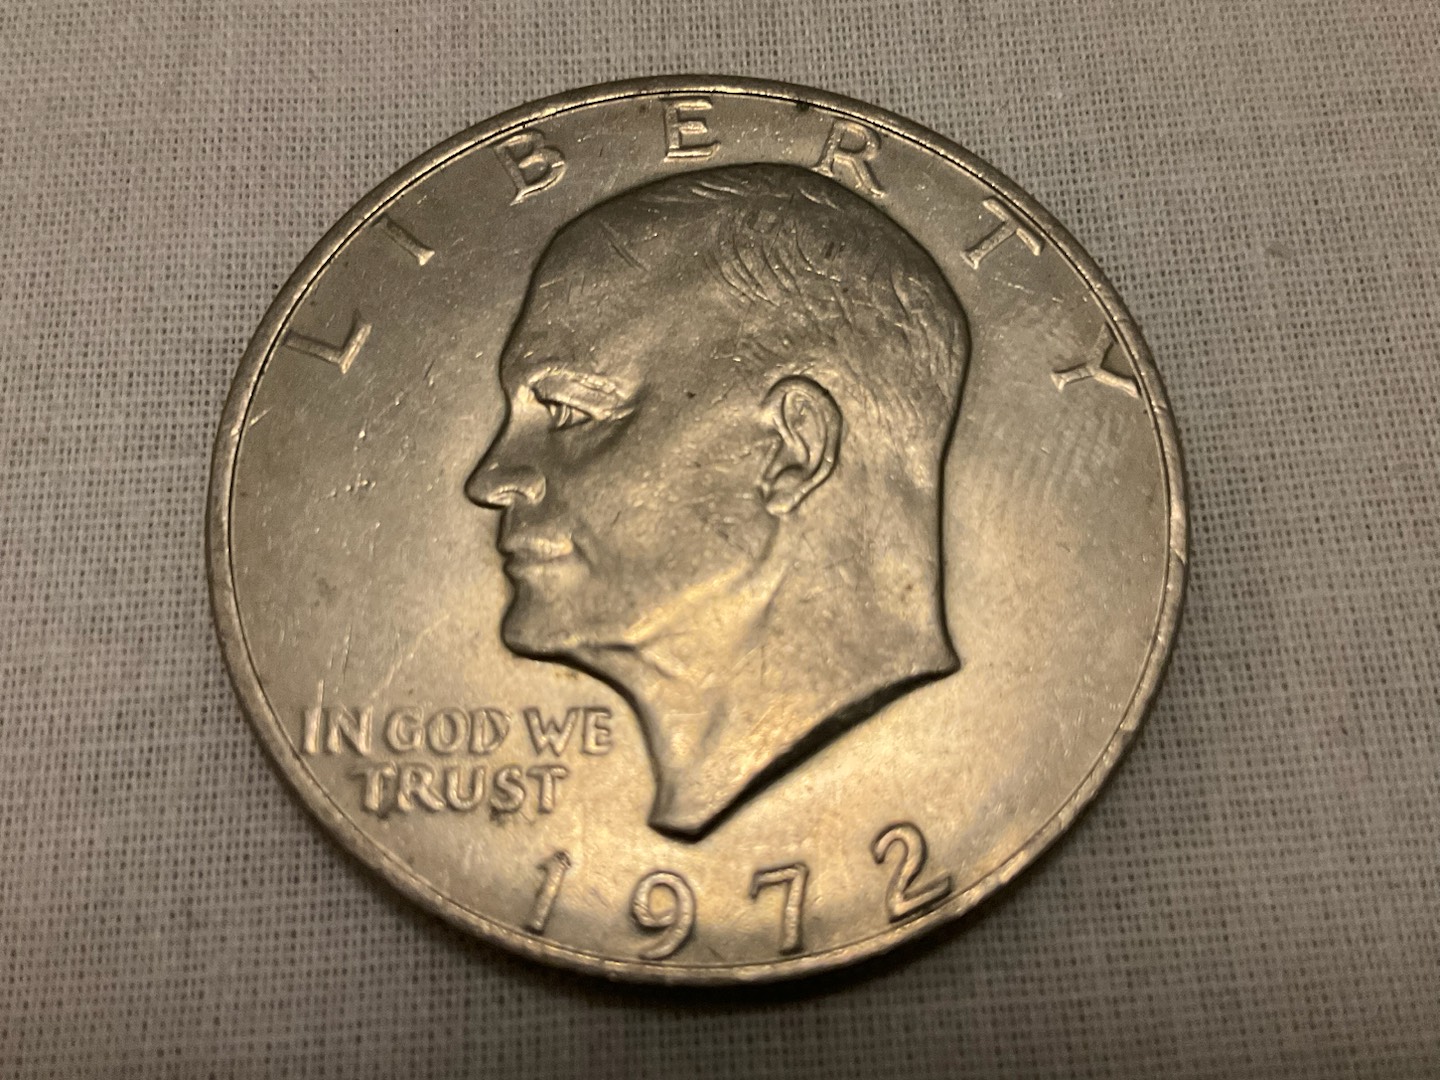 LIBERTY
IN GOD WE
TRUST
1972